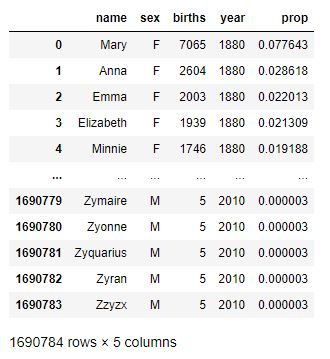 name sex births year prop
0 Mary F 7065 1880 0.077643
1 Anna F 2604 1880 0.028618
2 Emma F 2003 1880 0.022013
3 Elizabeth F 1939 1880 0.021309
4 Minnie F 1746 1880 0.019188
... ... ... ... ... ...
1690779 Zymaire M 5 2010 0.000003
1690780 Zyonne M 5 2010 0.000003
1690781 Zyquarius M 5 2010 0.000003
1690782 Zyran M 5 2010 0.000003
1690783 Zzyzx M 5 2010 0.000003
1690784 rows × 5 columns